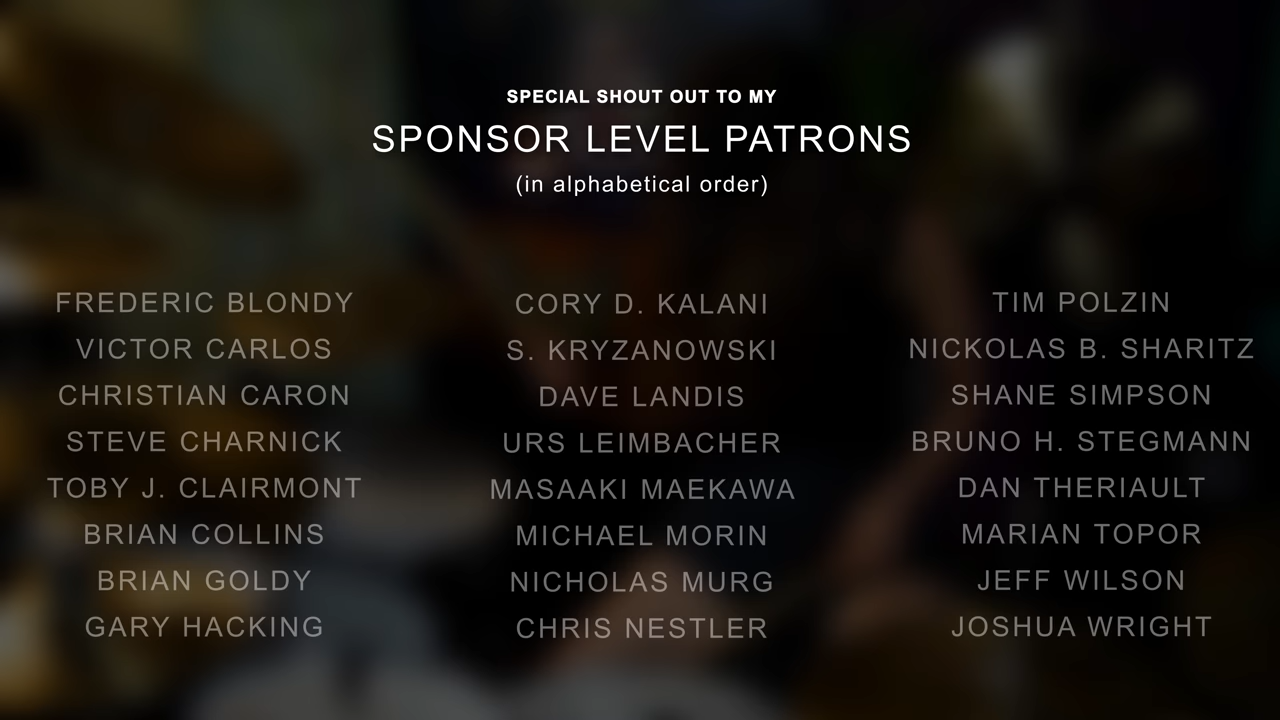 SPECIAL SHOUT OUT TO MY
SPONSOR LEVEL PATRONS
(in alphabetical order)
FREDERIC BLONDY
VICTOR CARLOS
CHRISTIAN CARON
STEVE CHARNICK
TOBY J. CLAIRMONT
BRIAN COLLINS
BRIAN GOLDY
GARY HACKING
CORY D. KALANI
S. KRYZANOWSKI
DAVE LANDIS
URS LEIMBACHER
MASAAKI MAEKAWA
MICHAEL MORIN
NICHOLAS MURG
CHRIS NESTLER
TIM POLZIN
NICKOLAS B. SHARITZ
SHANE SIMPSON
BRUNO H. STEGMANN
DAN THERIAULT
MARIAN TOPOR
JEFF WILSON
JOSHUA WRIGHT